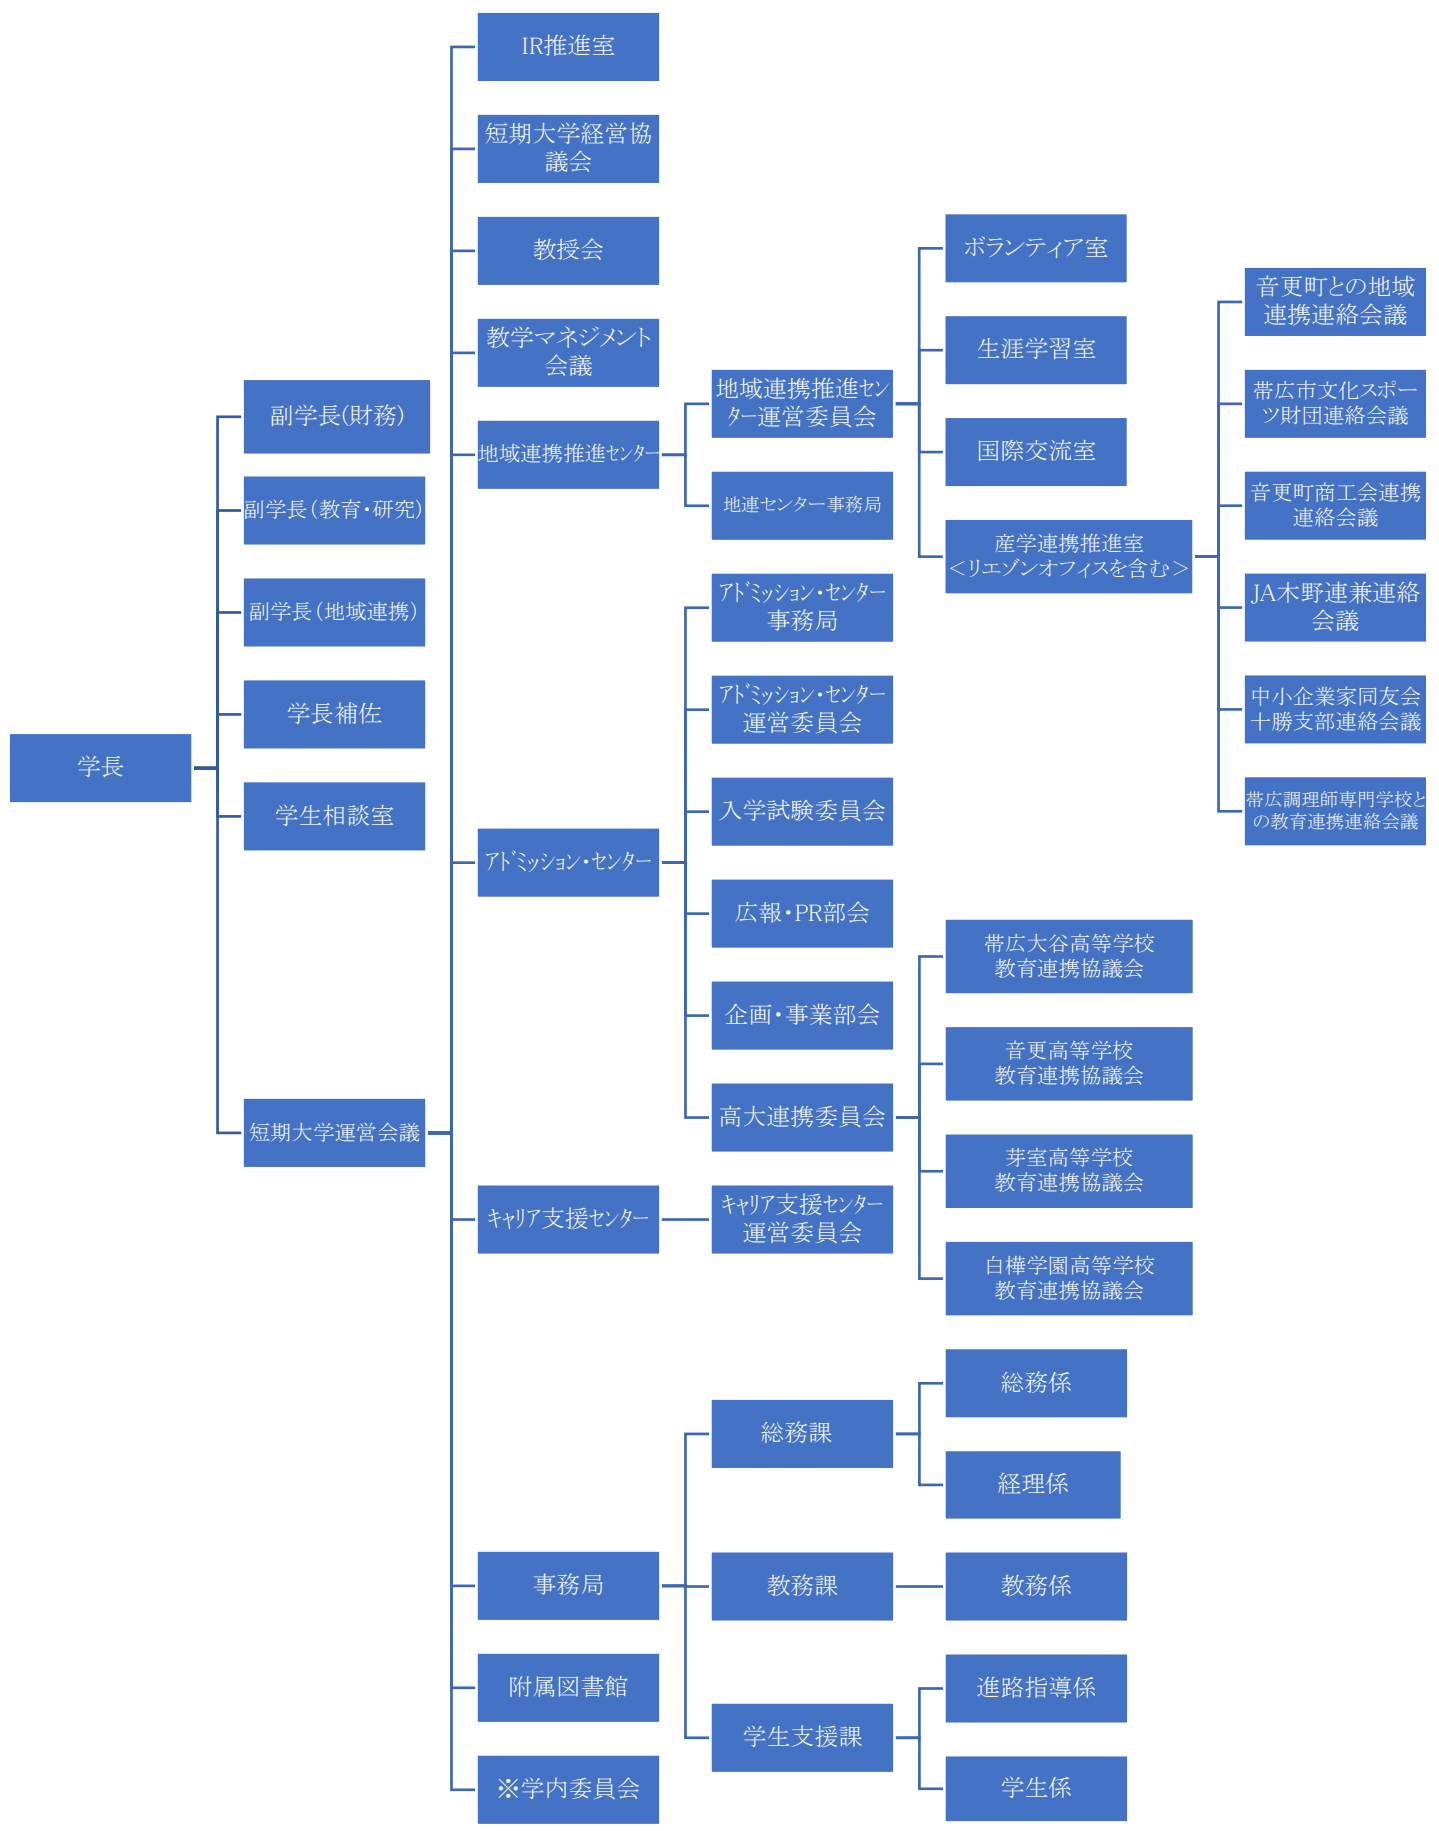 学長
副学長(財務)
副学長(教育・研究)
副学長(地域連携)
学長補佐
学生相談室
短期大学運営会議
IR推進室
短期大学経営協
議会
教授会
教学マネジメント
会議
地域連携推進センター
地域連携推進セン
ター運営委員会
ボランティア室
生涯学習室
国際交流室
産学連携推進室
<リエゾンオフィスを含む>
音更町との地域
連携連絡会議
帯広市文化スポー
ツ財団連絡会議
音更町商工会連携
連絡会議
JA木野連兼連絡
会議
中小企業家同友会
十勝支部連絡会議
帯広調理師専門学校と
の教育連携連絡会議
地連センター事務局
アドミッション・センター
アドミッション・センター
事務局
アドミッション・センター
運営委員会
入学試験委員会
広報・PR部会
企画・事業部会
高大連携委員会
帯広大谷高等学校
教育連携協議会
音更高等学校
教育連携協議会
芽室高等学校
教育連携協議会
白樺学園高等学校
教育連携協議会
キャリア支援センター
キャリア支援センター
運営委員会
事務局
総務課
総務係
経理係
教務課
教務係
学生支援課
進路指導係
学生係
附属図書館
※学内委員会